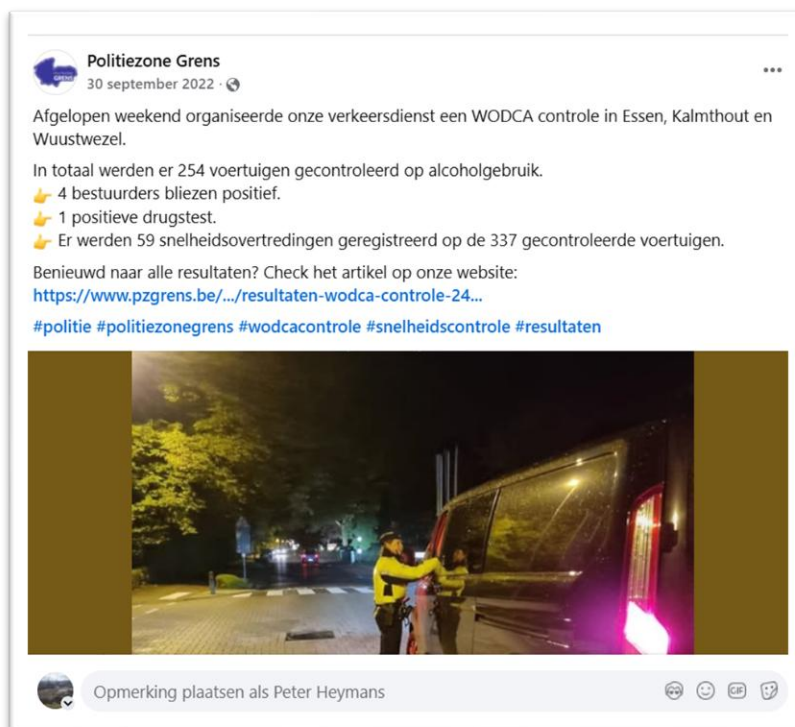 Politiezone Grens
30 september 2022 ·
Afgelopen weekend organiseerde onze verkeersdienst een WODCA controle in Essen, Kalmthout en
Wuustwezel.
In totaal werden er 254 voertuigen gecontroleerd op alcoholgebruik.
👉 4 bestuurders bliezen positief.
👉 1 positieve drugstest.
👉 Er werden 59 snelheidsovertredingen geregistreerd op de 337 gecontroleerde voertuigen.
Benieuwd naar alle resultaten? Check het artikel op onze website:
https://www.pzgrens.be/.../resultaten-wodca-controle-24...
#politie #politiezonegrens #wodcacontrole #snelheidscontrole #resultaten
Opmerking plaatsen als Peter Heymans
GIF